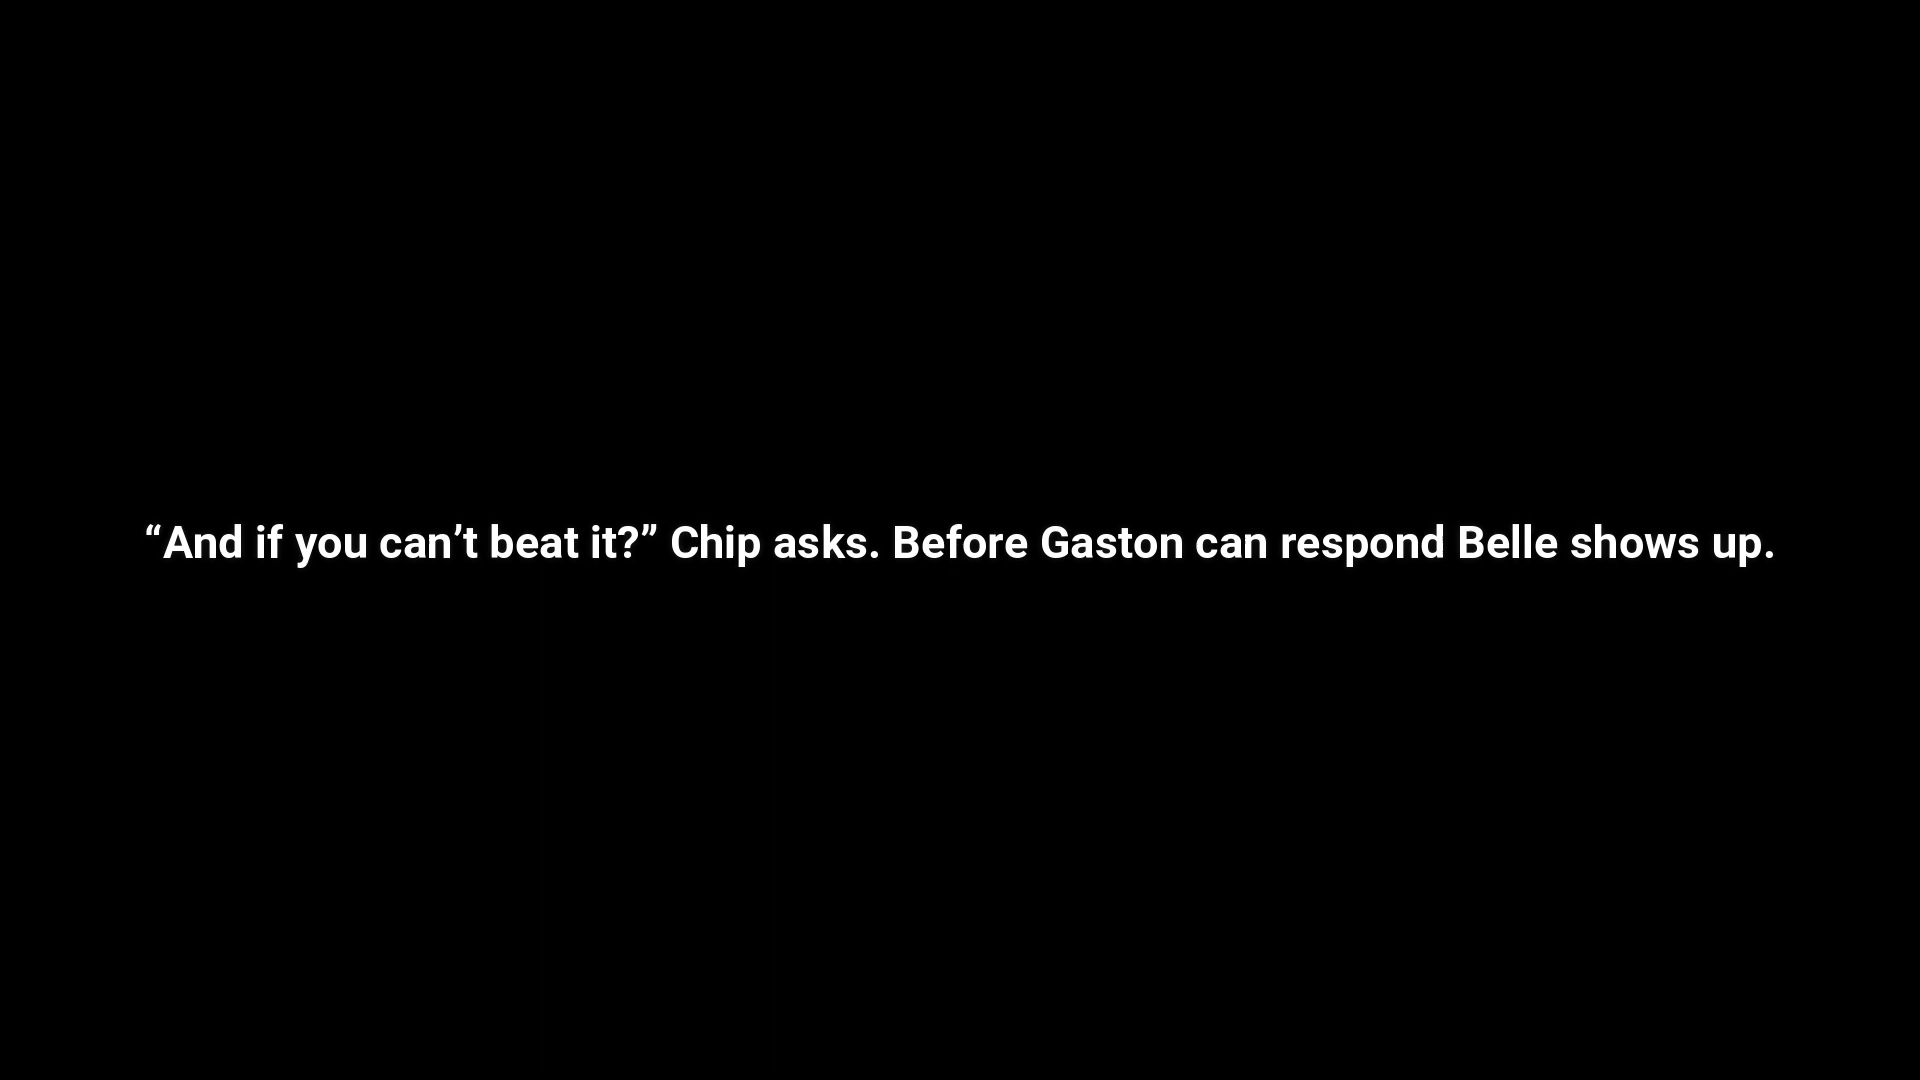 “And if you can’t beat it?” Chip asks. Before Gaston can respond Belle shows up.